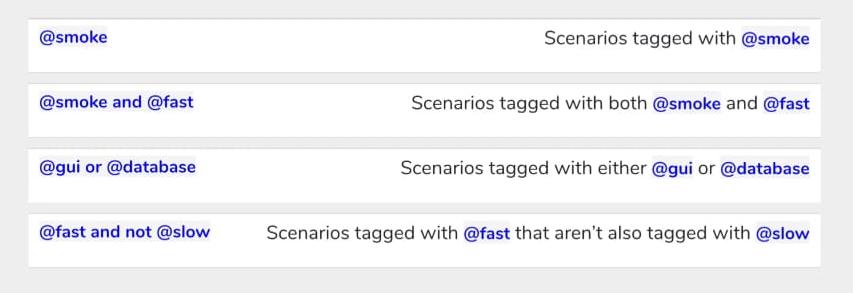 @smoke Scenarios tagged with @smoke
@smoke and @fast Scenarios tagged with both @smoke and @fast
@gui or @database Scenarios tagged with either @gui or @database
@fast and not @slow Scenarios tagged with @fast that aren’t also tagged with @slow